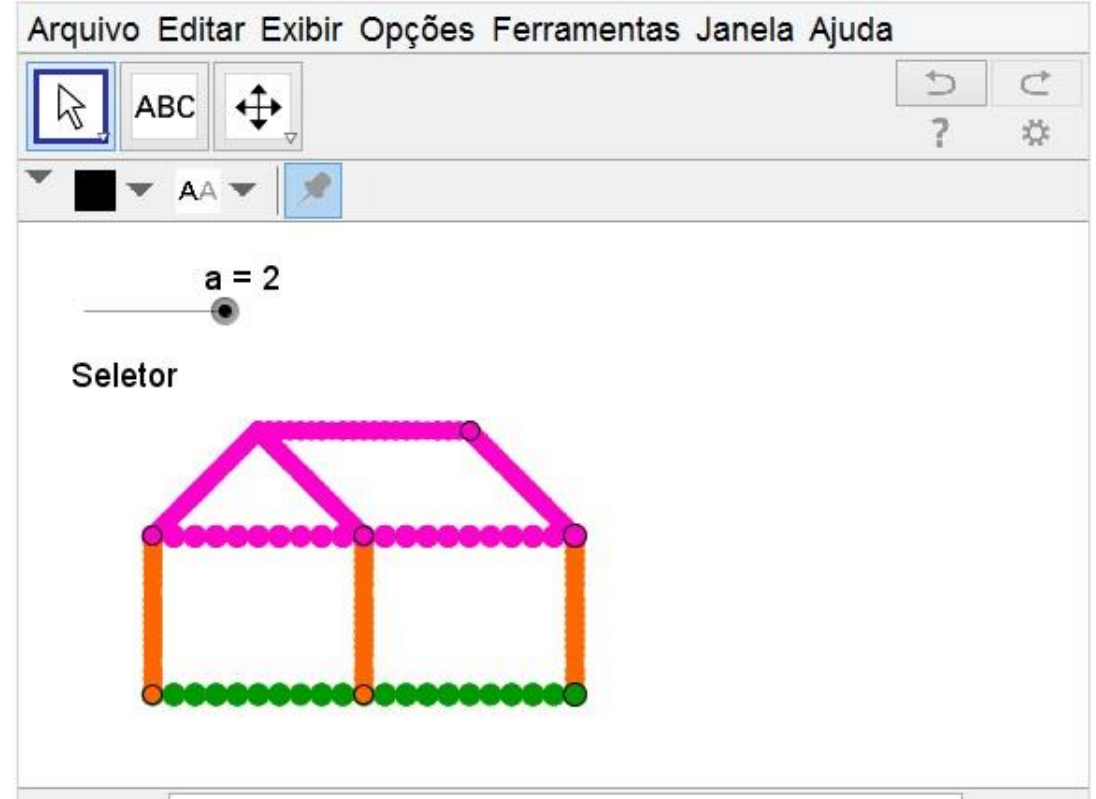 Arquivo Editar Exibir Opções Ferramentas Janela Ajuda
ABC
?
AA
a = 2
Seletor